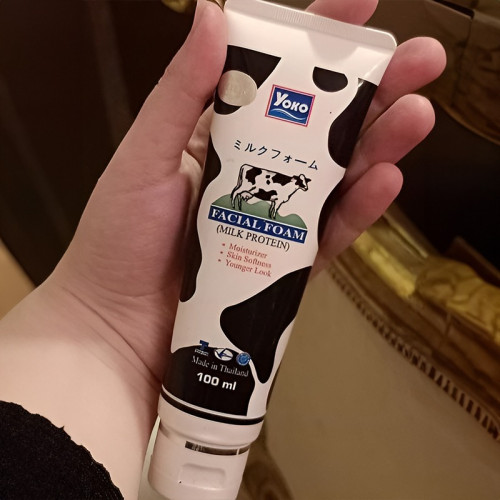 YOKO
ミルクフォーム
FACIAL FOAM
(MILK PROTEIN)
• Moisturizer
• Skin Softness
• Younger Look
Made in Thailand
100 ml